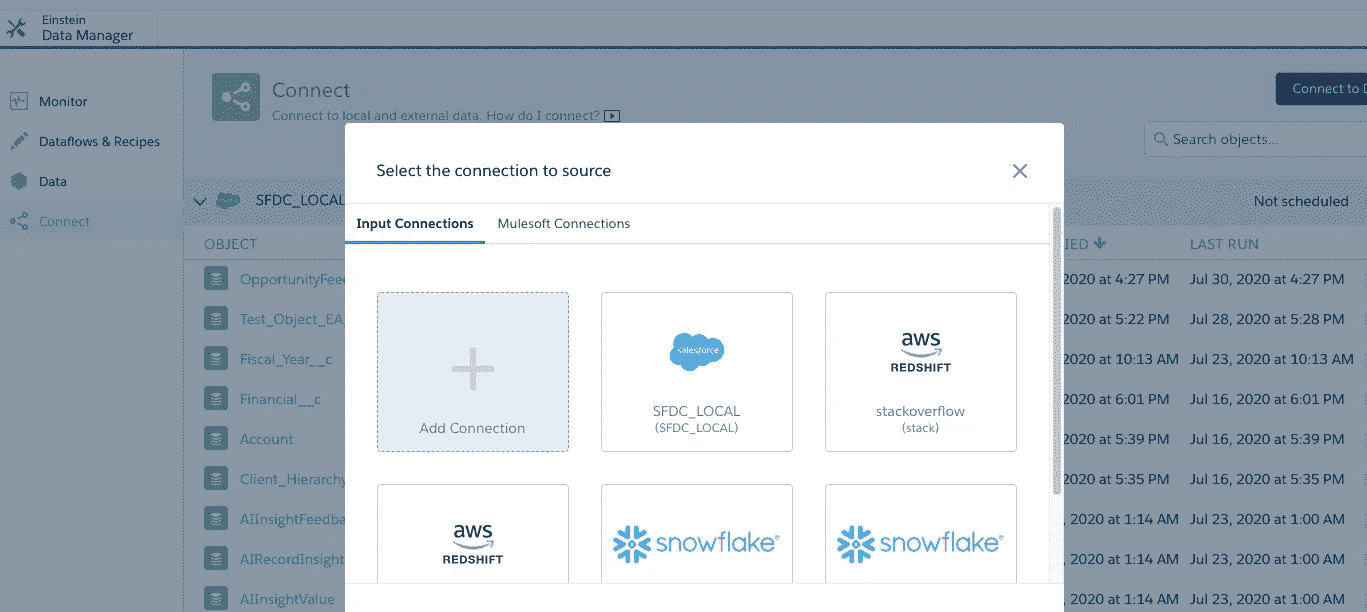 Einstein
Data Manager
Monitor
Dataflows & Recipes
Data
Connect
Connect
Connect to local and external data. How do I connect?
Connect to D
Search objects...
SFDC_LOCAL
Not scheduled
OBJECT
IED
LAST RUN
OpportunityFee
2020 at 4:27 PM
Jul 30, 2020 at 4:27 PM
Test_Object_EA_
2020 at 5:22 PM
Jul 28, 2020 at 5:28 PM
Fiscal_Year__c
2020 at 10:13 AM
Jul 23, 2020 at 10:13 AM
Financial__c
2020 at 6:01 PM
Jul 16, 2020 at 6:01 PM
Account
2020 at 5:39 PM
Jul 16, 2020 at 5:39 PM
Client_Hierarchy
2020 at 5:35 PM
Jul 16, 2020 at 5:35 PM
AIInsightFeedba
, 2020 at 1:14 AM
Jul 23, 2020 at 1:00 AM
AIRecordInsight
, 2020 at 1:14 AM
Jul 23, 2020 at 1:00 AM
AIInsightValue
, 2020 at 1:14 AM
Jul 23, 2020 at 1:00 AM
Select the connection to source
Input Connections
Mulesoft Connections
Add Connection
salesforce
SFDC_LOCAL
(SFDC_LOCAL)
aws
REDSHIFT
stackoverflow
(stack)
aws
REDSHIFT
snowflake®
snowflake®